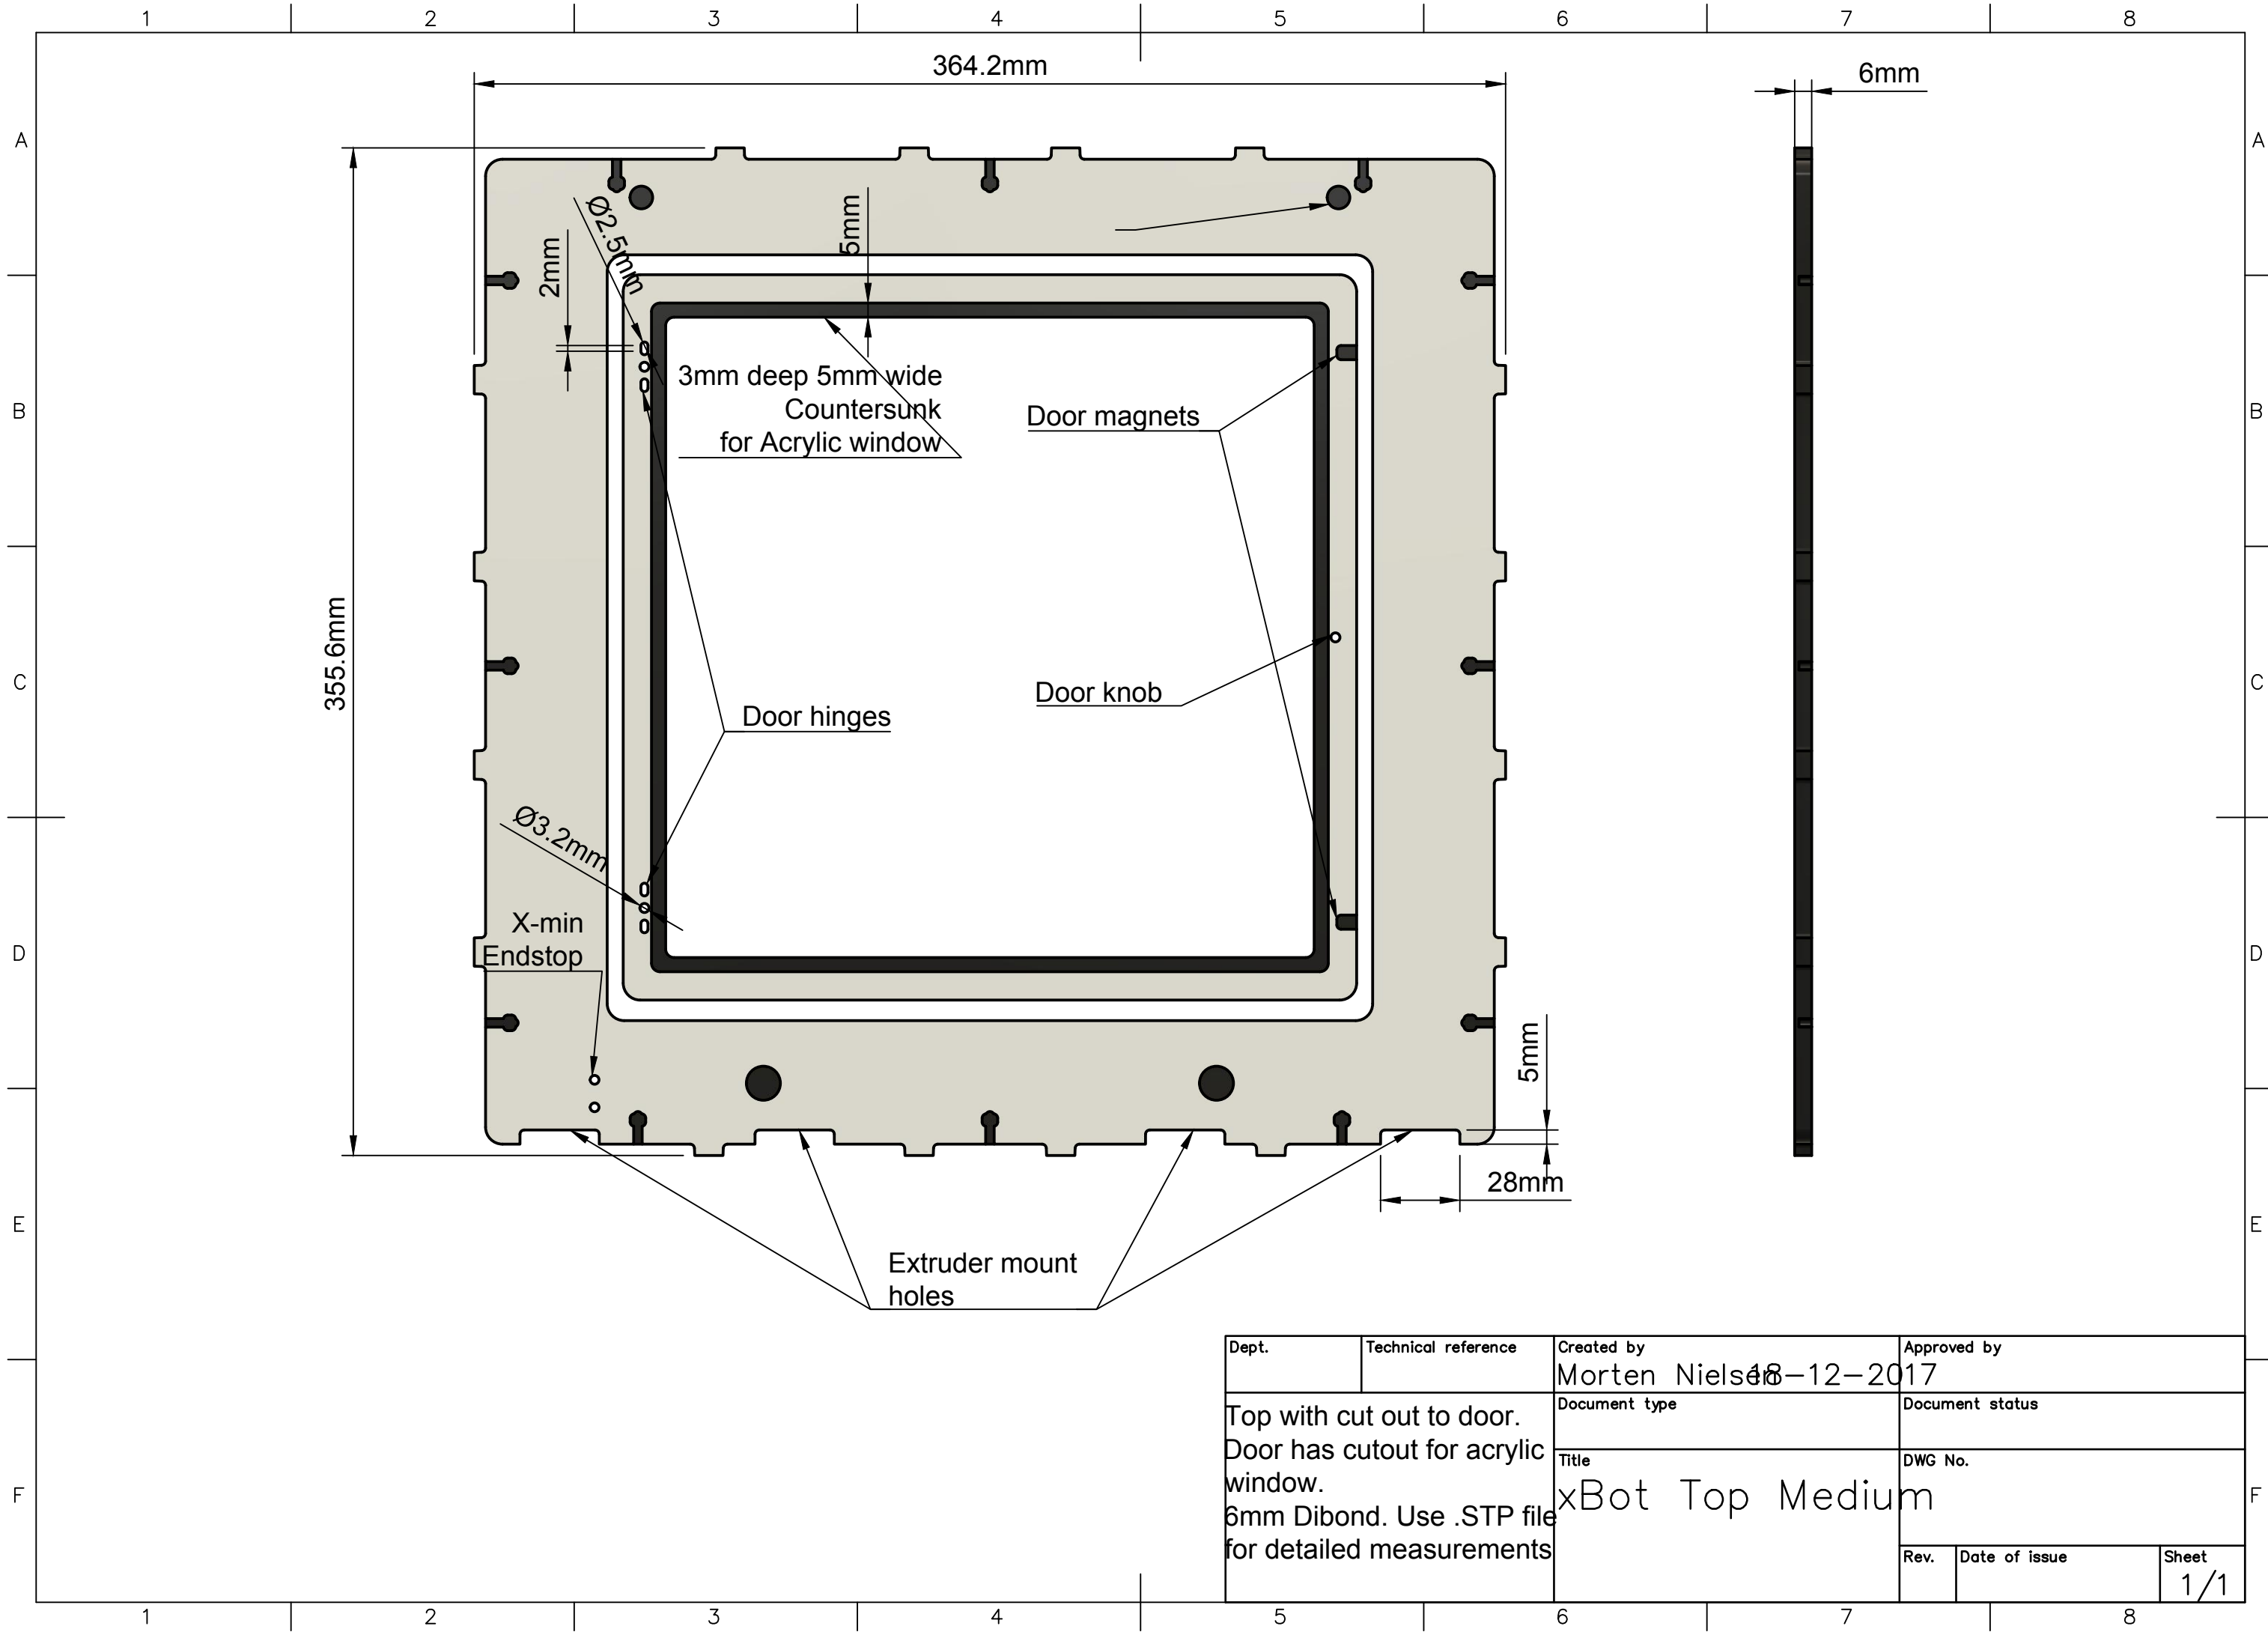 1 2 3 4 5 6 7 8
364.2mm
6mm
A A
Ø2.5mm
5mm
2mm
3mm deep 5mm wide
Countersunk
for Acrylic window
Door magnets
B B
355.6mm
C C
Door knob
Door hinges
Ø3.2mm
X-min
Endstop
D D
5mm
28mm
E E
Extruder mount
holes
Dept.
Technical reference
Created by
Morten Nielsen
18-12-2017
Approved by
Document type
Document status
Top with cut out to door.
Door has cutout for acrylic
window.
6mm Dibond. Use .STP file
for detailed measurements
Title
xBot Top Medium
DWG No.
F F
Rev.
Date of issue
Sheet
1/1
1 2 3 4 5 6 7 8